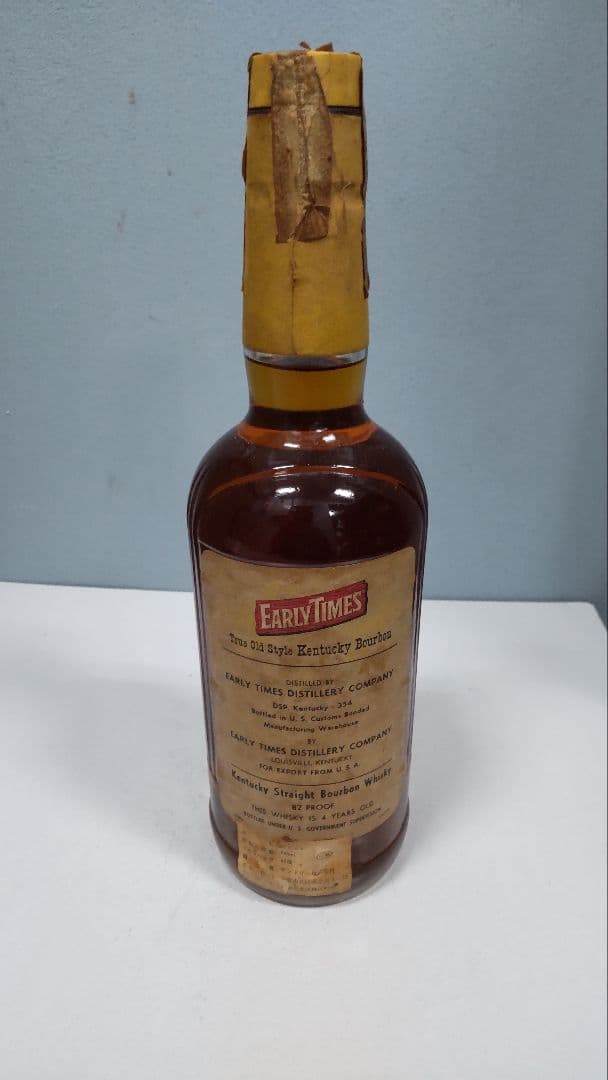 EARLY TIMES
True Old Style Kentucky Bourbon
DISTILLED BY
EARLY TIMES DISTILLERY COMPANY
DSP. Kentucky - 354
Bottled in U. S. Customs Bonded
Manufacturing Warehouse
BY
EARLY TIMES DISTILLERY COMPANY
LOUISVILLE, KENTUCKY
FOR EXPORT FROM U S A
Kentucky Straight Bourbon Whisky
82 PROOF
THIS WHISKY IS 4 YEARS OLD
BOTTLED UNDER U. S. GOVERNMENT SUPERVISION